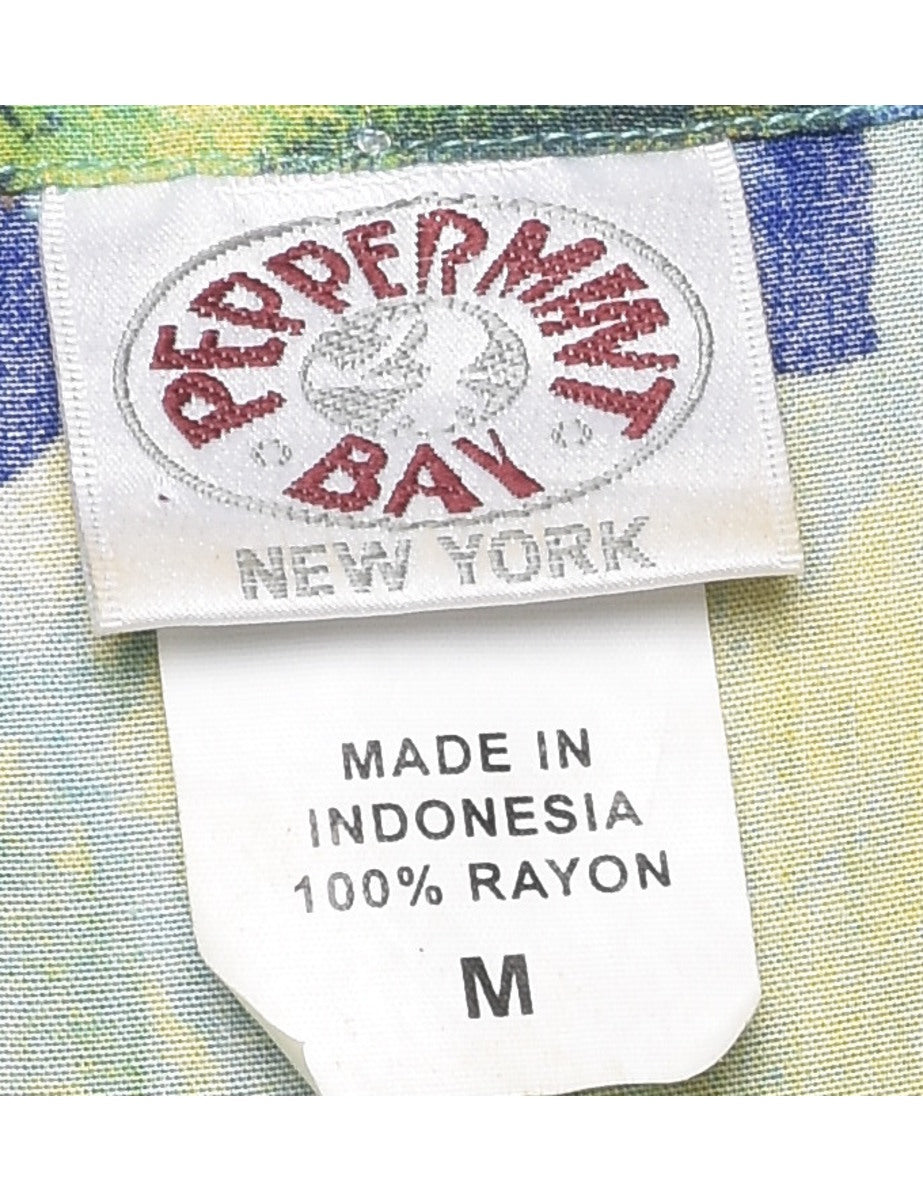 PEPPERMINT
BAY
NEW YORK
MADE IN
INDONESIA
100% RAYON
M